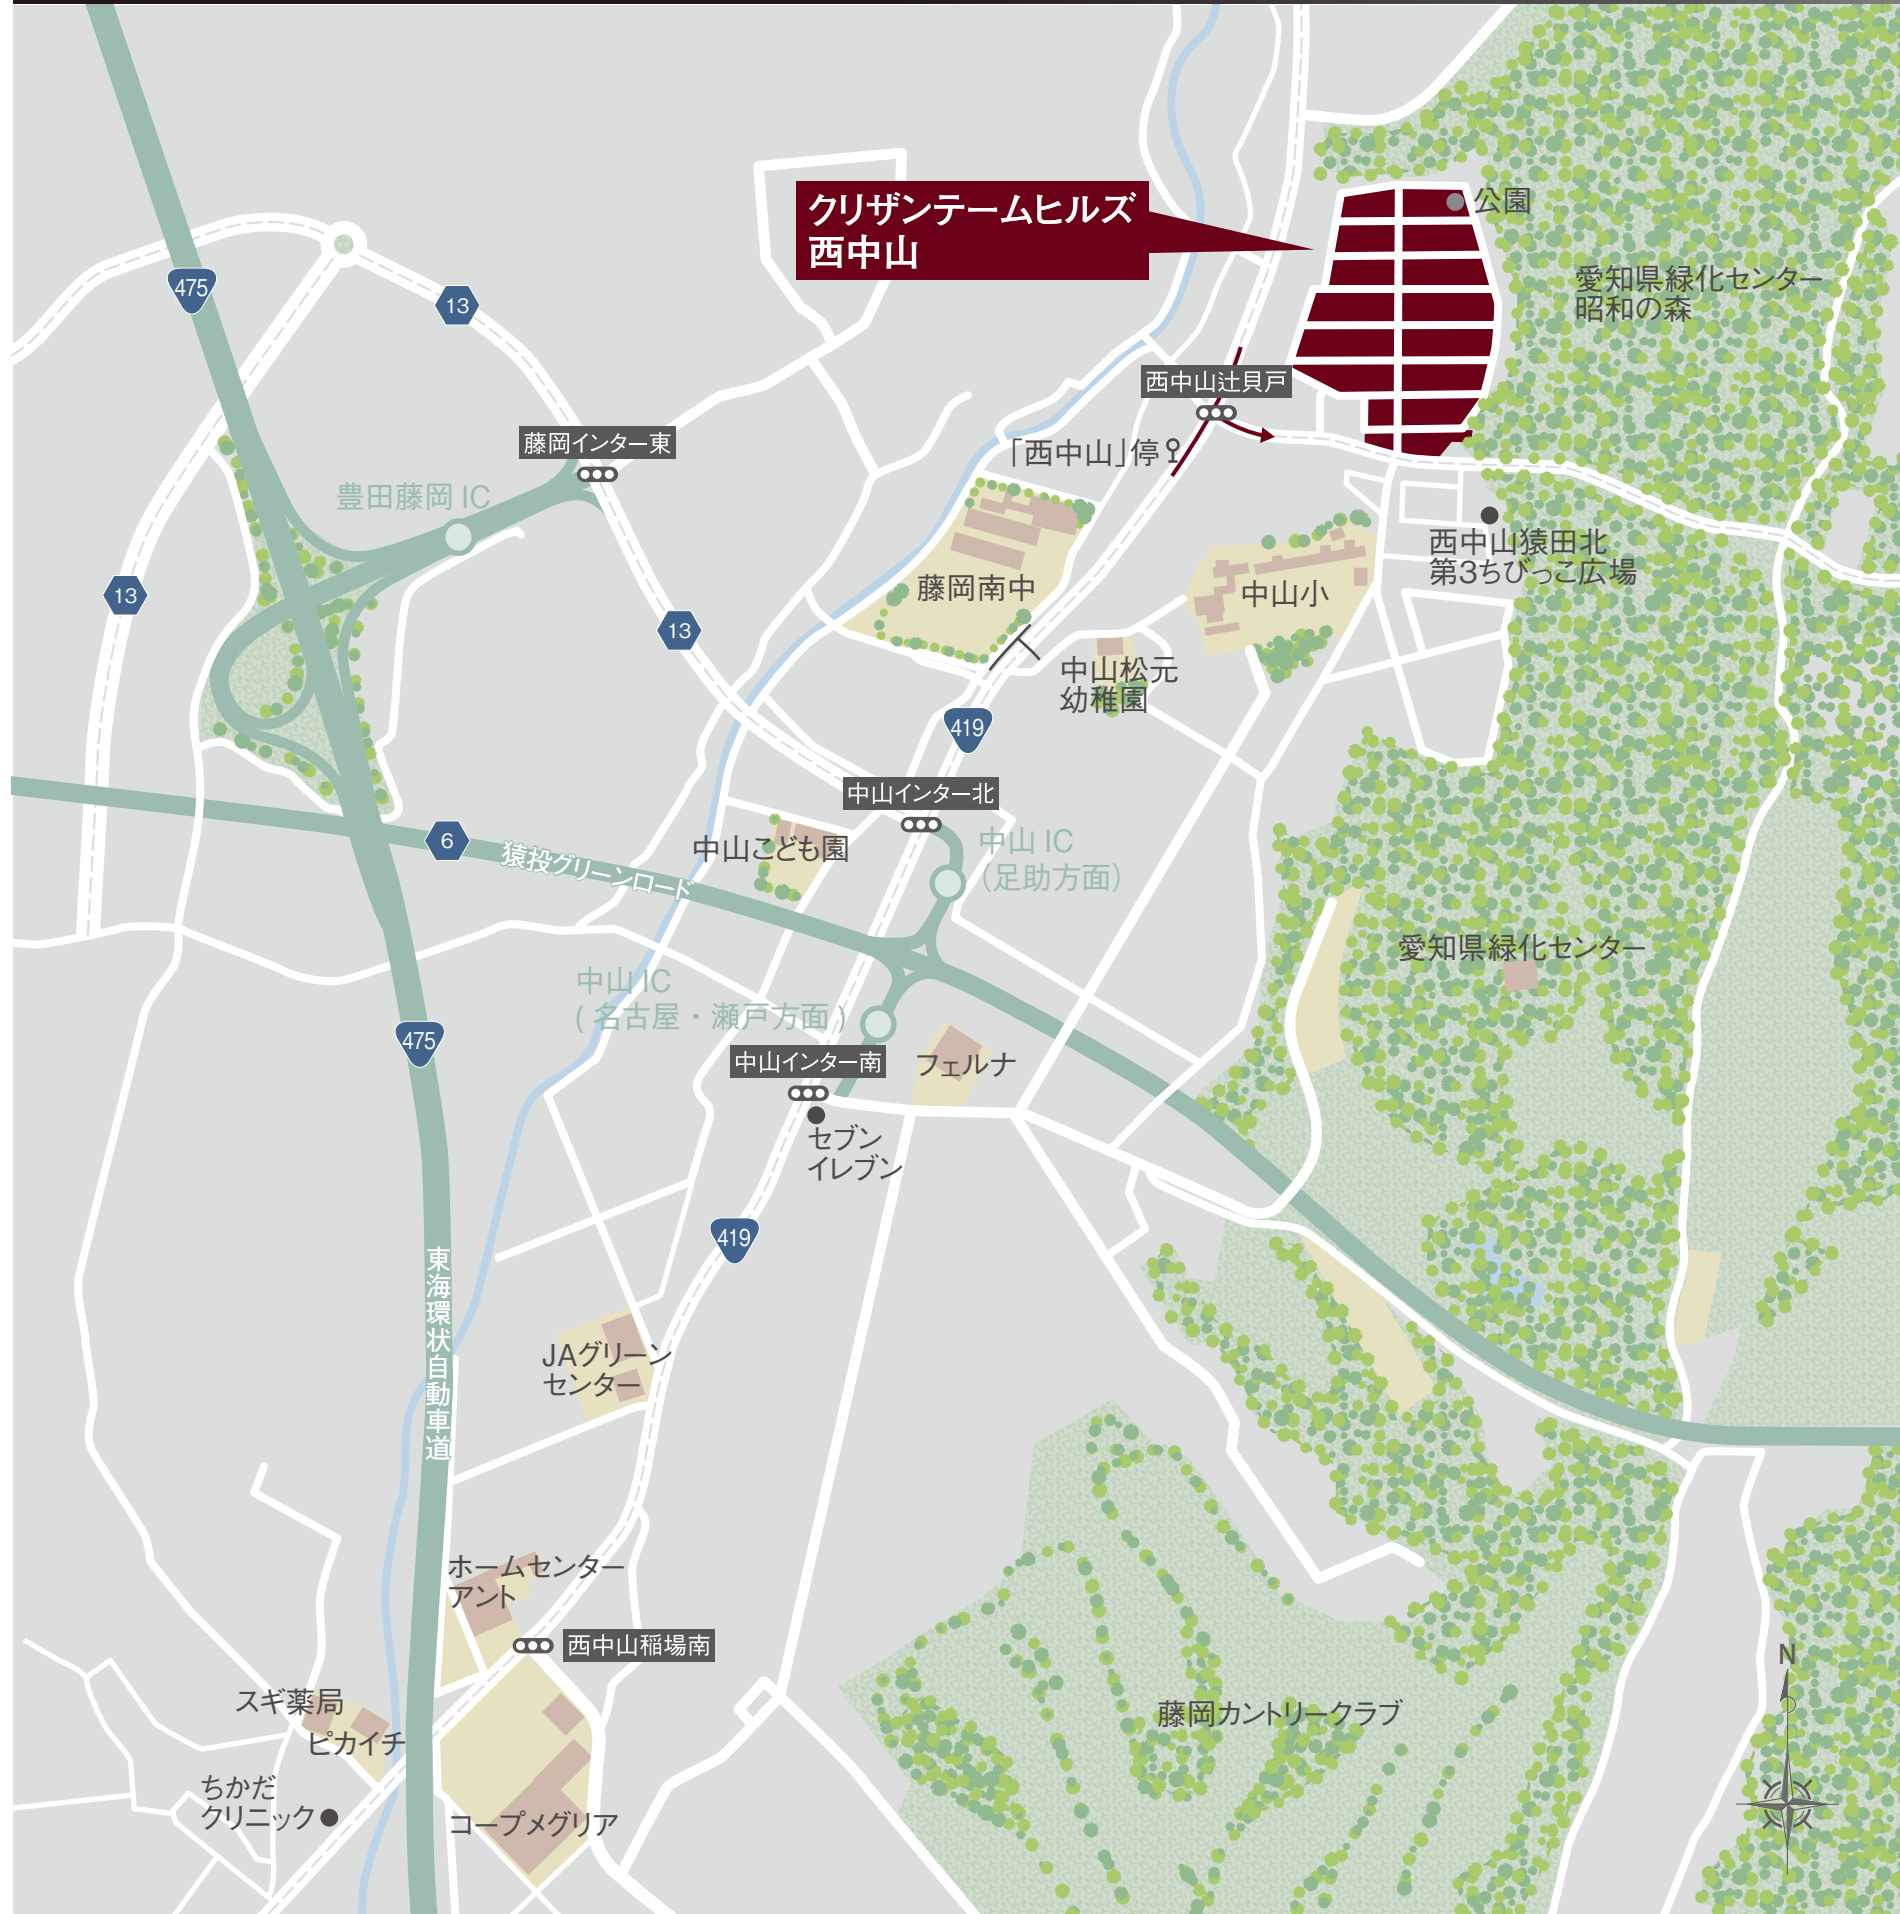 クリザンテームヒルズ
西中山
公園
愛知県緑化センター
昭和の森
475
13
西中山辻貝戸
藤岡インター東
「西中山」停
豊田藤岡 IC
西中山猿田北
第3ちびっこ広場
13
藤岡南中
中山小
13
中山松元
幼稚園
419
中山インター北
6
猿投グリーンロード
中山こども園
中山 IC
(足助方面)
愛知県緑化センター
中山 IC
( 名古屋・瀬戸方面 )
475
中山インター南
フェルナ
セブン
イレブン
419
東海環状自動車道
JAグリーン
センター
ホームセンター
アント
西中山稲場南
N
スギ薬局
ピカイチ
藤岡カントリークラブ
ちかだ
クリニック
コープメグリア